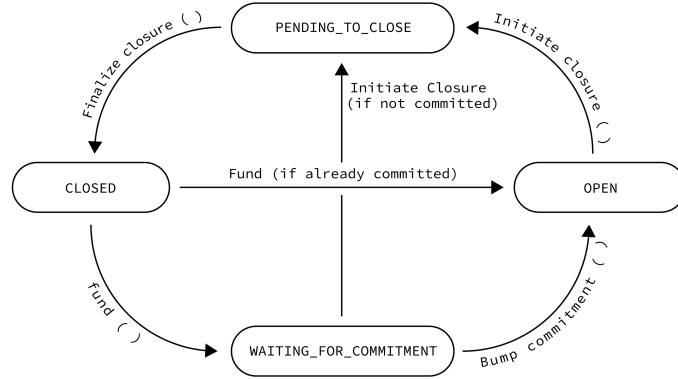 PENDING_TO_CLOSE
Finalize closure ( )
Initiate closure ( )
Initiate Closure
(if not committed)
Fund (if already committed)
CLOSED
OPEN
fund ( )
Bump commitment ( )
WAITING_FOR_COMMITMENT